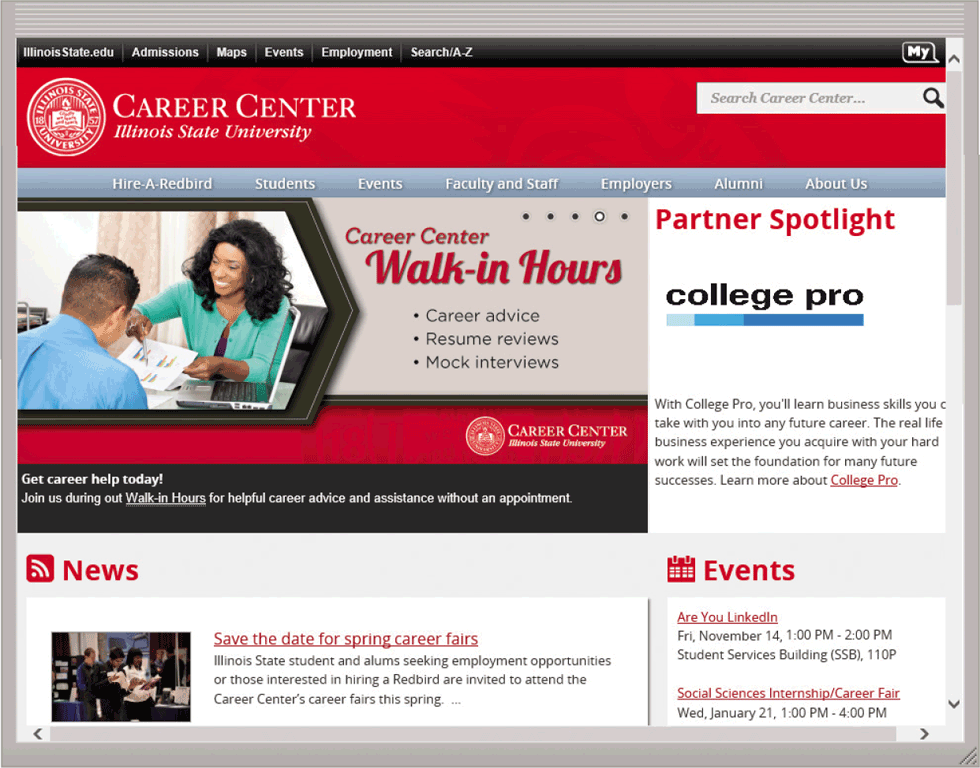 IllinoisState.edu Admissions Maps Events Employment Search/A-Z My
ILLINOIS STATE UNIVERSITY
18 57
CAREER CENTER
Illinois State University
Search Career Center...
Hire-A-Redbird Students Events Faculty and Staff Employers Alumni About Us
Career Center
Walk-in Hours
• Career advice
• Resume reviews
• Mock interviews
CAREER CENTER
Illinois State University
Get career help today!
Join us during out Walk-in Hours for helpful career advice and assistance without an appointment.
Partner Spotlight
college pro
With College Pro, you'll learn business skills you c
take with you into any future career. The real life
business experience you acquire with your hard
work will set the foundation for many future
successes. Learn more about College Pro.
News
Save the date for spring career fairs
Illinois State student and alums seeking employment opportunities
or those interested in hiring a Redbird are invited to attend the
Career Center's career fairs this spring. ...
Events
Are You LinkedIn
Fri, November 14, 1:00 PM - 2:00 PM
Student Services Building (SSB), 110P
Social Sciences Internship/Career Fair
Wed, January 21, 1:00 PM - 4:00 PM